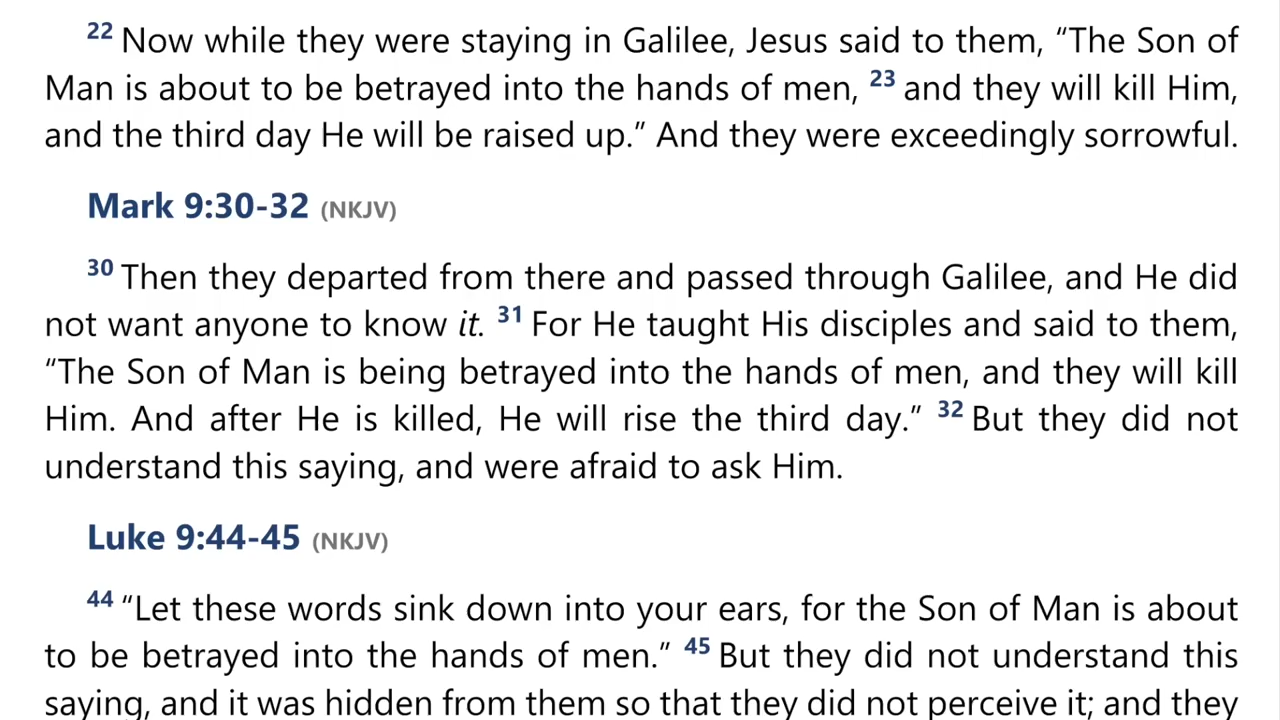 22 Now while they were staying in Galilee, Jesus said to them, “The Son of
Man is about to be betrayed into the hands of men, 23 and they will kill Him,
and the third day He will be raised up.” And they were exceedingly sorrowful.
Mark 9:30-32 (NKJV)
30 Then they departed from there and passed through Galilee, and He did
not want anyone to know it. 31 For He taught His disciples and said to them,
“The Son of Man is being betrayed into the hands of men, and they will kill
Him. And after He is killed, He will rise the third day.” 32 But they did not
understand this saying, and were afraid to ask Him.
Luke 9:44-45 (NKJV)
44 “Let these words sink down into your ears, for the Son of Man is about
to be betrayed into the hands of men.” 45 But they did not understand this
saying, and it was hidden from them so that they did not perceive it; and they